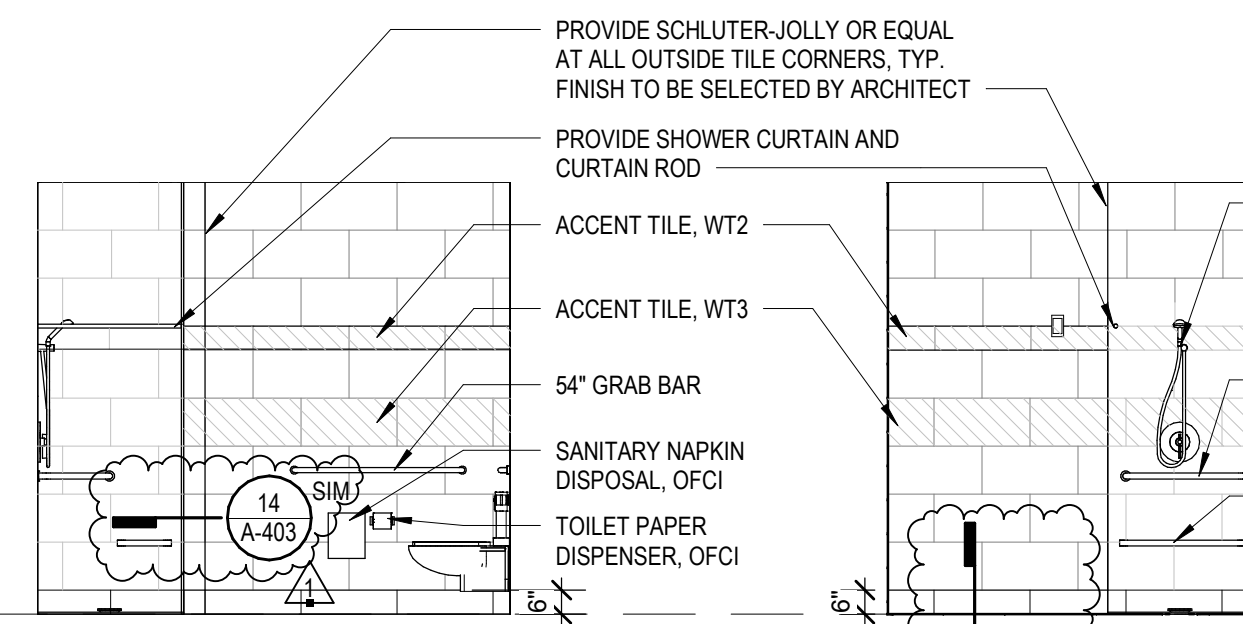 PROVIDE SCHLUTER-JOLLY OR EQUAL
AT ALL OUTSIDE TILE CORNERS, TYP.
FINISH TO BE SELECTED BY ARCHITECT
PROVIDE SHOWER CURTAIN AND
CURTAIN ROD
ACCENT TILE, WT2
ACCENT TILE, WT3
54" GRAB BAR
SANITARY NAPKIN
DISPOSAL, OFCI
TOILET PAPER
DISPENSER, OFCI
14
A-403
SIM
1
6"
6"